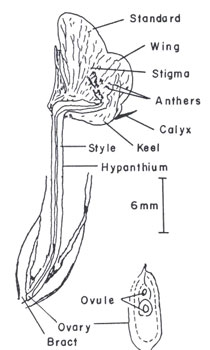 Standard
Wing
Stigma
Anthers
Calyx
Keel
Style
Hypanthium
6mm
Ovule
Ovary
Bract